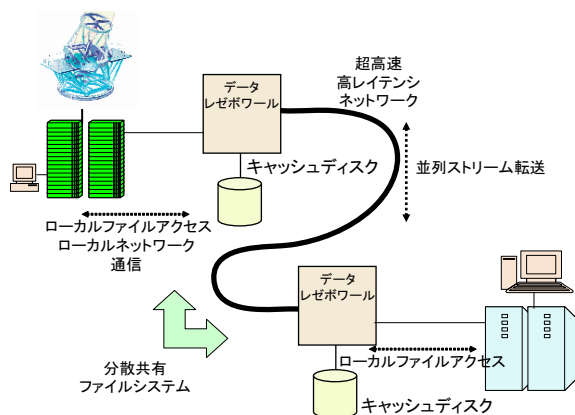 データ
レゼボワール
超高速
高レイテンシ
ネットワーク
キャッシュディスク
並列ストリーム転送
ローカルファイルアクセス
ローカルネットワーク
通信
データ
レゼボワール
分散共有
ファイルシステム
ローカルファイルアクセス
キャッシュディスク